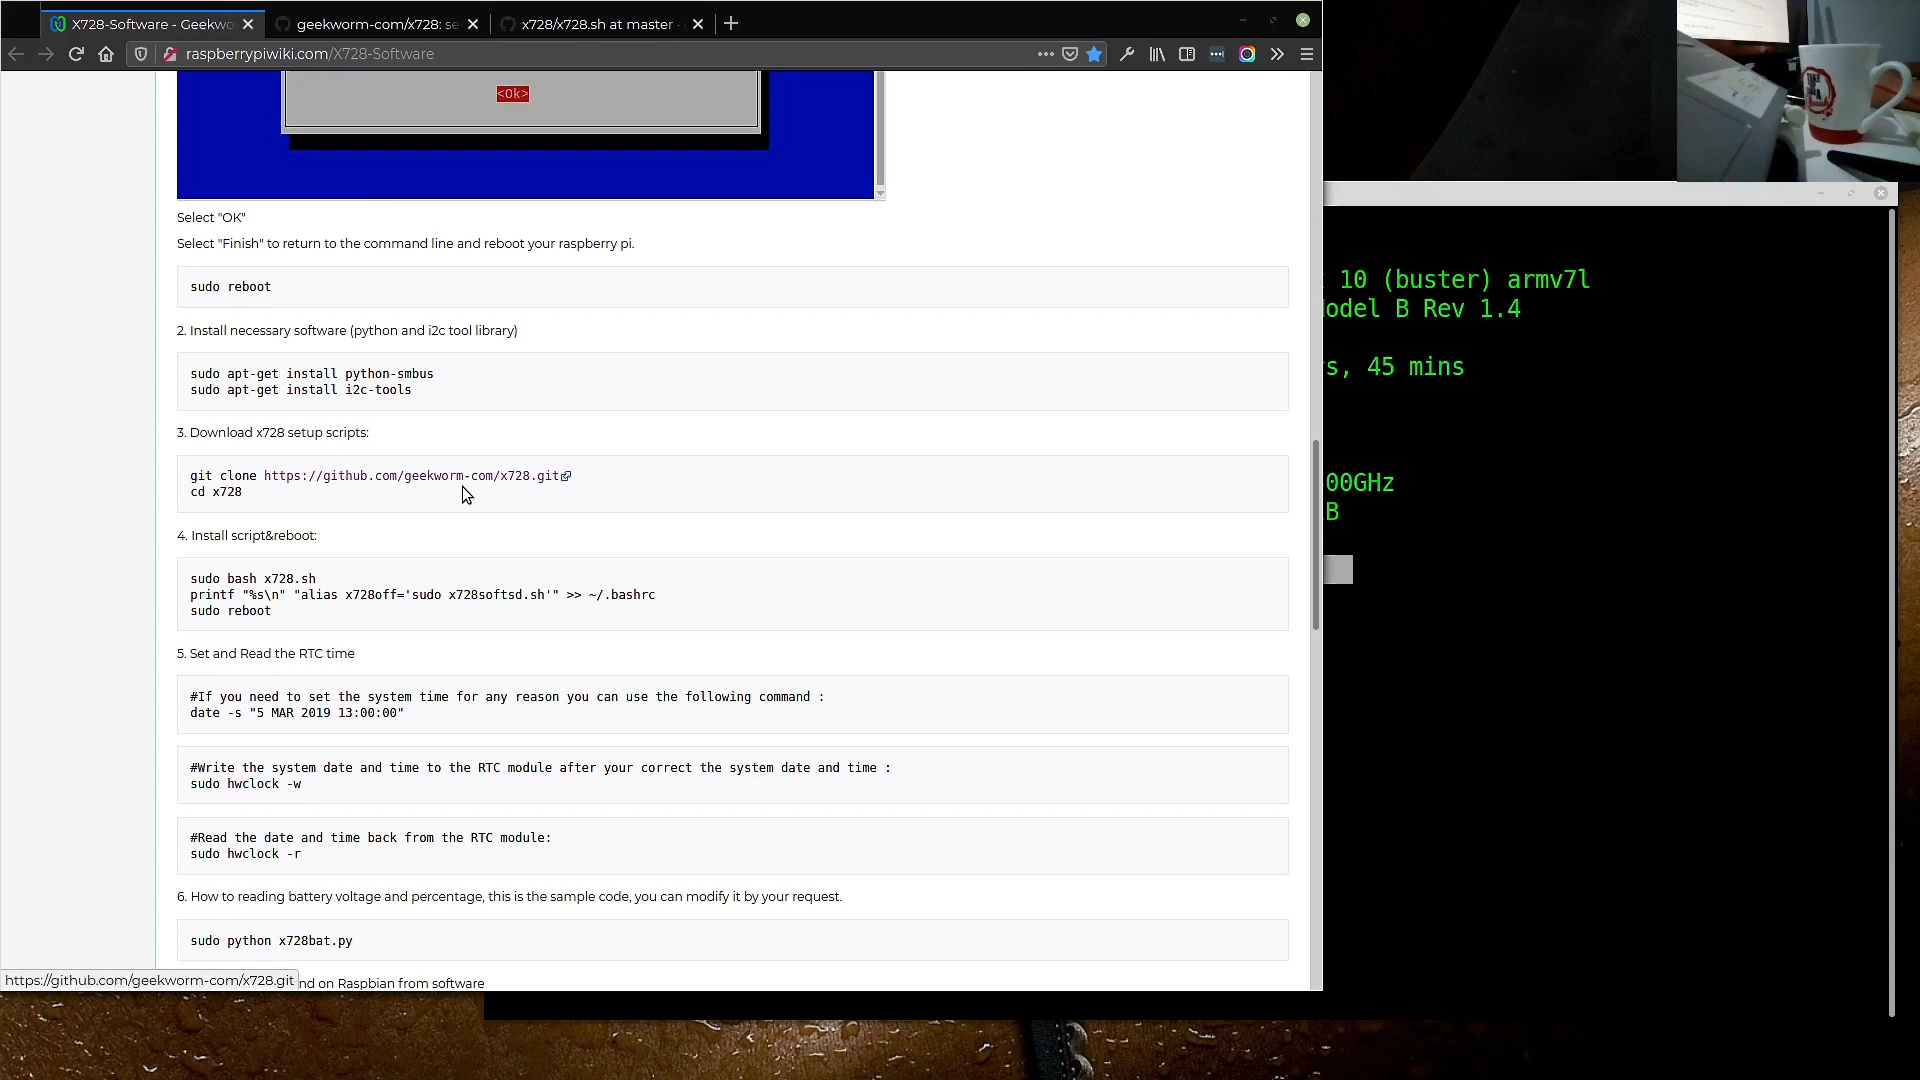 X728-Software - Geekwo
geekworm-com/x728: se
x728/x728.sh at master
raspberrypiwiki.com/X728-Software
<Ok>
Select "OK"
Select "Finish" to return to the command line and reboot your raspberry pi.
sudo reboot
2. Install necessary software (python and i2c tool library)
sudo apt-get install python-smbus
sudo apt-get install i2c-tools
3. Download x728 setup scripts:
git clone https://github.com/geekworm-com/x728.git
cd x728
4. Install script&reboot:
sudo bash x728.sh
printf "%s\n" "alias x728off='sudo x728softsd.sh'" >> ~/.bashrc
sudo reboot
5. Set and Read the RTC time
#If you need to set the system time for any reason you can use the following command :
date -s "5 MAR 2019 13:00:00"
#Write the system date and time to the RTC module after your correct the system date and time :
sudo hwclock -w
#Read the date and time back from the RTC module:
sudo hwclock -r
6. How to reading battery voltage and percentage, this is the sample code, you can modify it by your request.
sudo python x728bat.py
https://github.com/geekworm-com/x728.git
nd on Raspbian from software
10 (buster) armv7l
odel B Rev 1.4
s, 45 mins
00GHz
B